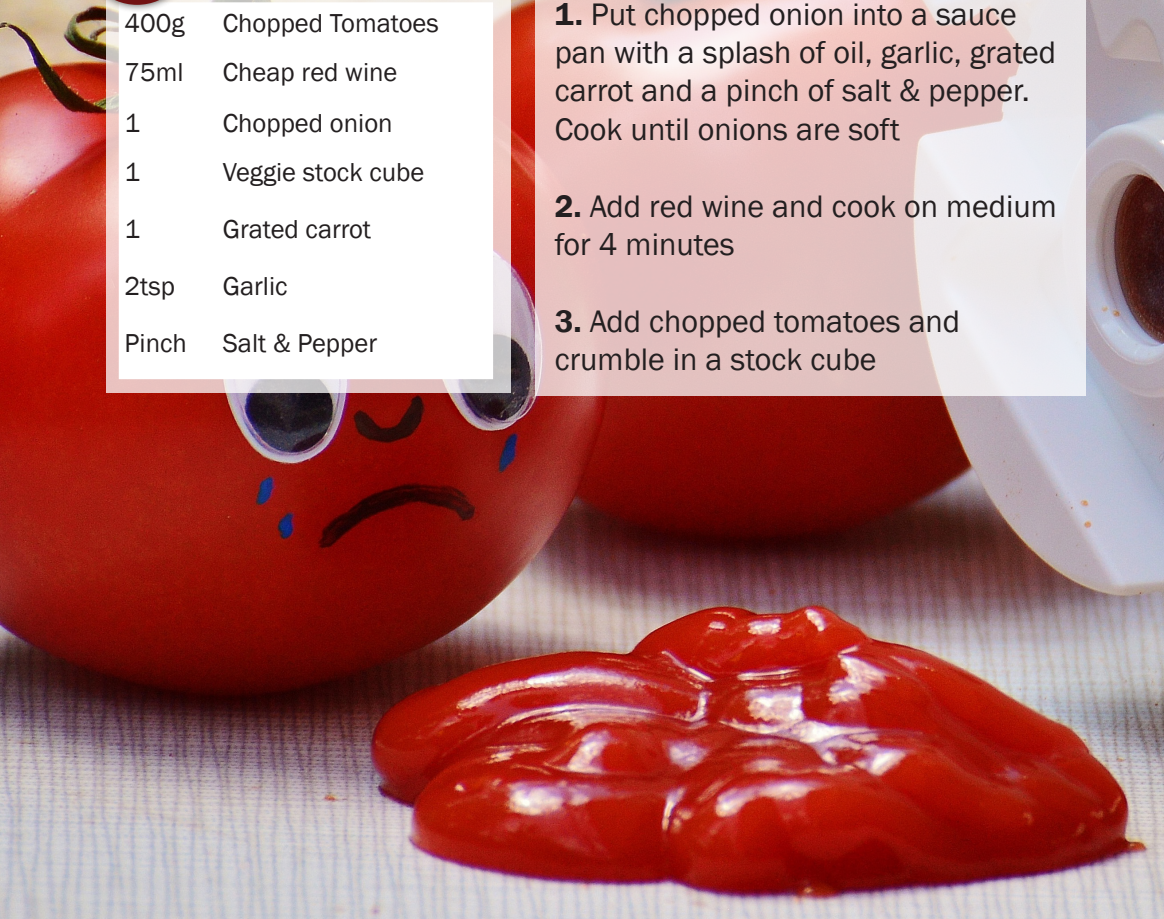 400g Chopped Tomatoes
75ml Cheap red wine
1 Chopped onion
1 Veggie stock cube
1 Grated carrot
2tsp Garlic
Pinch Salt & Pepper
1. Put chopped onion into a sauce
pan with a splash of oil, garlic, grated
carrot and a pinch of salt & pepper.
Cook until onions are soft
2. Add red wine and cook on medium
for 4 minutes
3. Add chopped tomatoes and
crumble in a stock cube